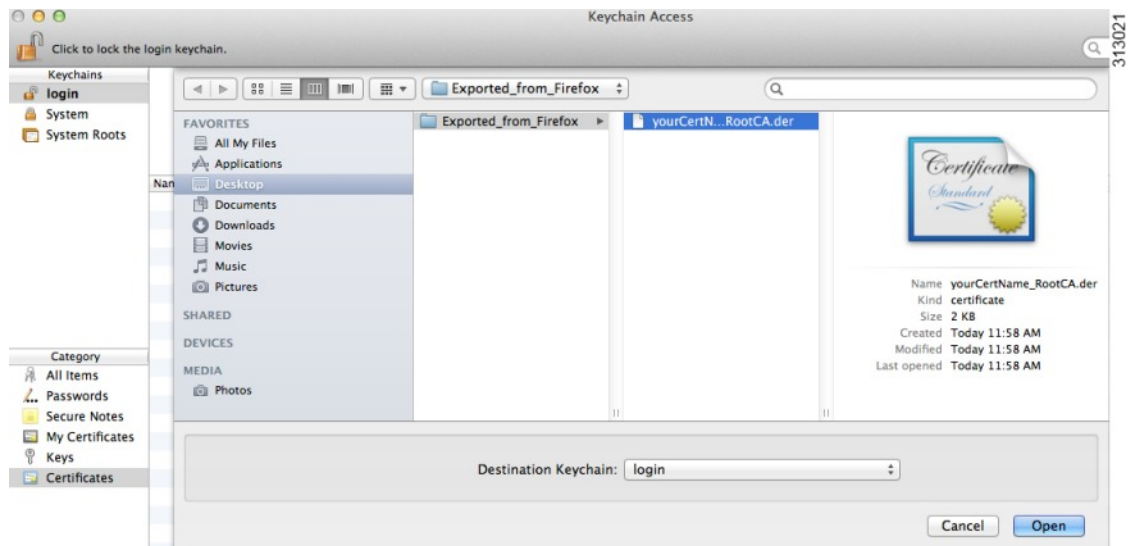 Keychain Access
Click to lock the login keychain.
313021
Keychains
login
System
System Roots
Nan
Category
All Items
Passwords
Secure Notes
My Certificates
Keys
Certificates
Exported_from_Firefox
FAVORITES
All My Files
Applications
Desktop
Documents
Downloads
Movies
Music
Pictures
SHARED
DEVICES
MEDIA
Photos
Exported_from_Firefox
yourCertN...RootCA.der
Certificate
Standard
Name yourCertName_RootCA.der
Kind certificate
Size 2 KB
Created Today 11:58 AM
Modified Today 11:58 AM
Last opened Today 11:58 AM
Destination Keychain: login
Cancel Open